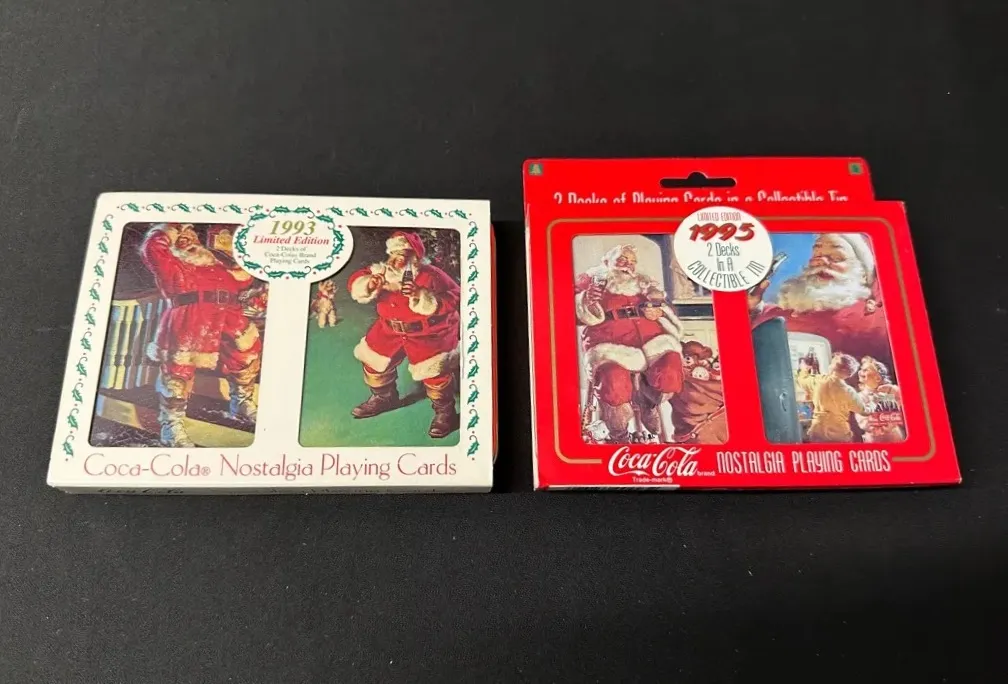 1993
Limited Edition
2 Decks of
Coca-Cola® Brand
Playing Cards
Coca-Cola® Nostalgia Playing Cards
2 Decks of Playing Cards in a Collectible Tin
LIMITED EDITION
1995
2 Decks
In A
COLLECTIBLE TIN
Coca-Cola
Coca-Cola brand NOSTALGIA PLAYING CARDS
Trade-mark®